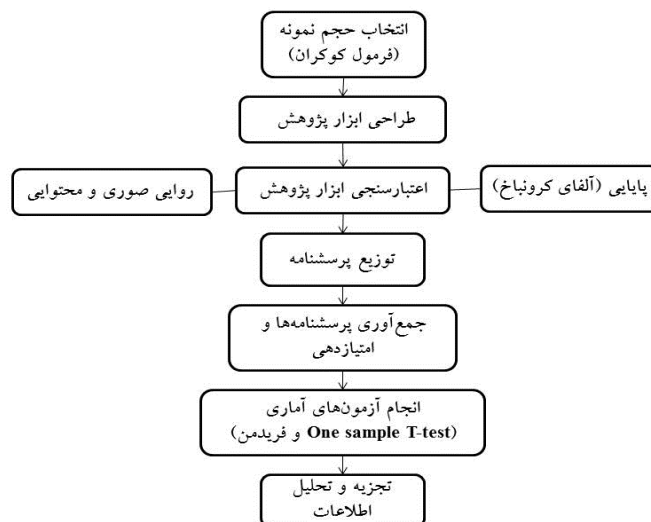 انتخاب حجم نمونه
(فرمول کوکران)
طراحی ابزار پژوهش
پایایی (آلفای کرونباخ)
اعتبارسنجی ابزار پژوهش
روایی صوری و محتوایی
توزیع پرسشنامه
جمع‌آوری پرسشنامه‌ها و
امتیازدهی
انجام آزمون‌های آماری
(One sample T-test و فریدمن)
تجزیه و تحلیل
اطلاعات